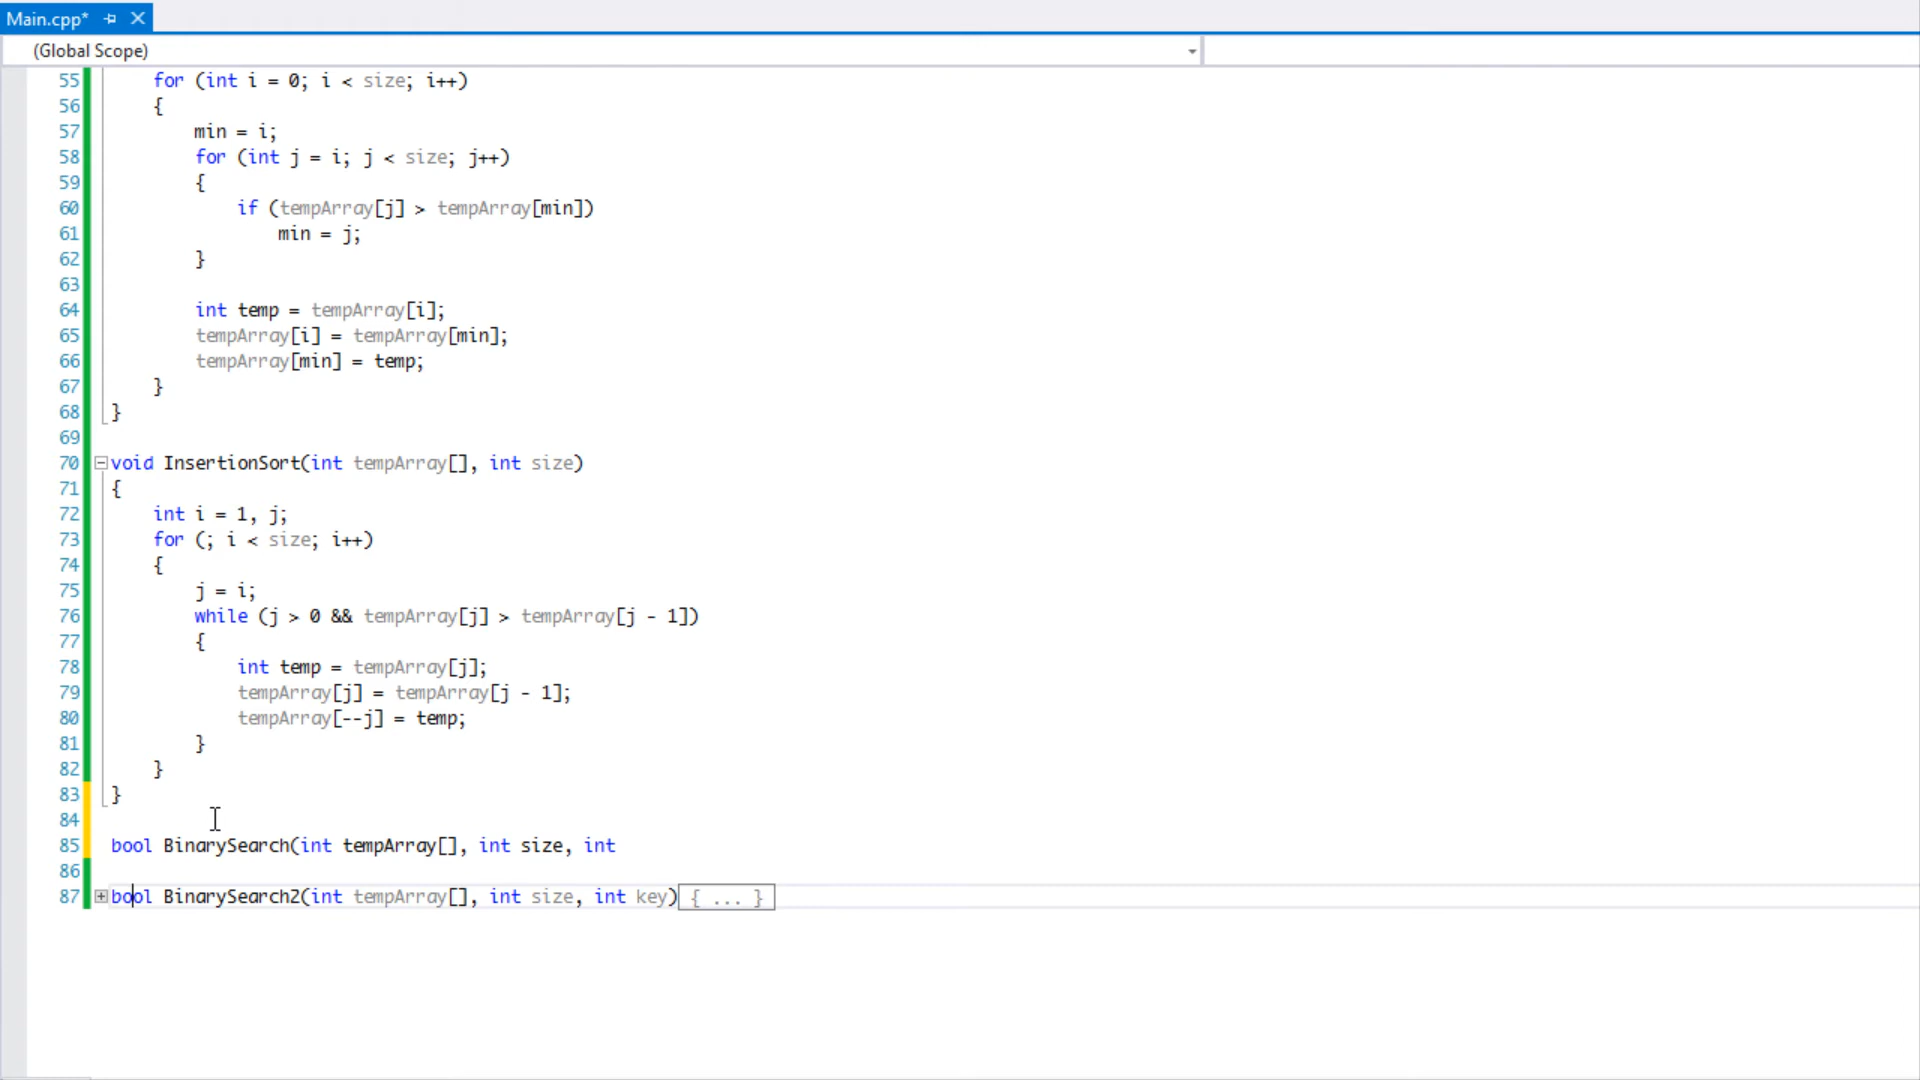 Main.cpp*
(Global Scope)
55 for (int i = 0; i < size; i++)
56 {
57 min = i;
58 for (int j = i; j < size; j++)
59 {
60 if (tempArray[j] > tempArray[min])
61 min = j;
62 }
63
64 int temp = tempArray[i];
65 tempArray[i] = tempArray[min];
66 tempArray[min] = temp;
67 }
68 }
69
70 void InsertionSort(int tempArray[], int size)
71 {
72 int i = 1, j;
73 for (; i < size; i++)
74 {
75 j = i;
76 while (j > 0 && tempArray[j] > tempArray[j - 1])
77 {
78 int temp = tempArray[j];
79 tempArray[j] = tempArray[j - 1];
80 tempArray[--j] = temp;
81 }
82 }
83 }
84
85 bool BinarySearch(int tempArray[], int size, int
86
87 bool BinarySearch2(int tempArray[], int size, int key){ ... }